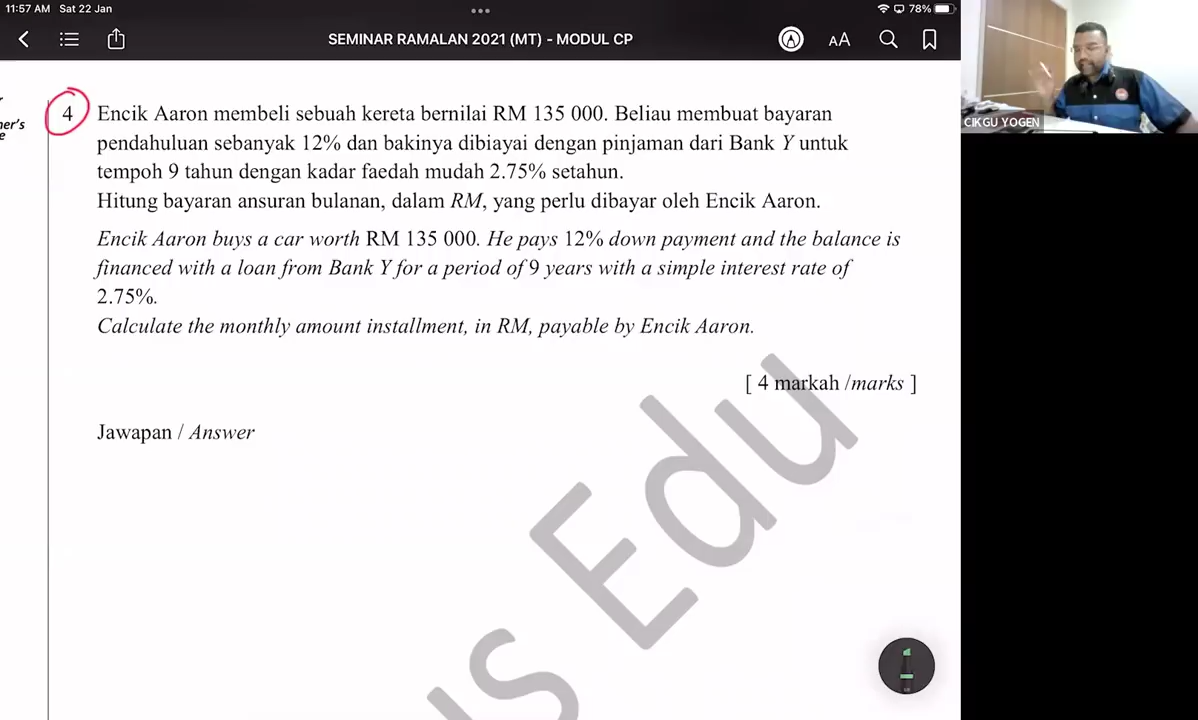 11:57 AM Sat 22 Jan
78%
SEMINAR RAMALAN 2021 (MT) - MODUL CP
AA
CIKGU YOGEN
ner's
e
4 Encik Aaron membeli sebuah kereta bernilai RM 135 000. Beliau membuat bayaran
pendahuluan sebanyak 12% dan bakinya dibiayai dengan pinjaman dari Bank Y untuk
tempoh 9 tahun dengan kadar faedah mudah 2.75% setahun.
Hitung bayaran ansuran bulanan, dalam RM, yang perlu dibayar oleh Encik Aaron.
Encik Aaron buys a car worth RM 135 000. He pays 12% down payment and the balance is
financed with a loan from Bank Y for a period of 9 years with a simple interest rate of
2.75%.
Calculate the monthly amount installment, in RM, payable by Encik Aaron.
[ 4 markah /marks ]
Jawapan / Answer
s Edu